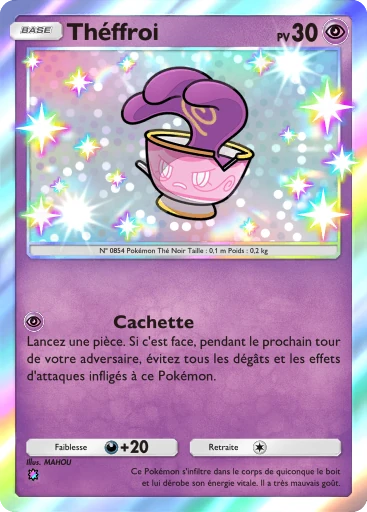 BASE
Théffroi
PV 30
N° 0854 Pokémon Thé Noir Taille : 0,1 m Poids : 0,2 kg
Cachette
Lancez une pièce. Si c'est face, pendant le prochain tour
de votre adversaire, évitez tous les dégâts et les effets
d'attaques infligés à ce Pokémon.
Faiblesse +20 Retraite
Illus. MAHOU
Ce Pokémon s'infiltre dans le corps de quiconque le boit
et lui dérobe son énergie vitale. Il a très mauvais goût.